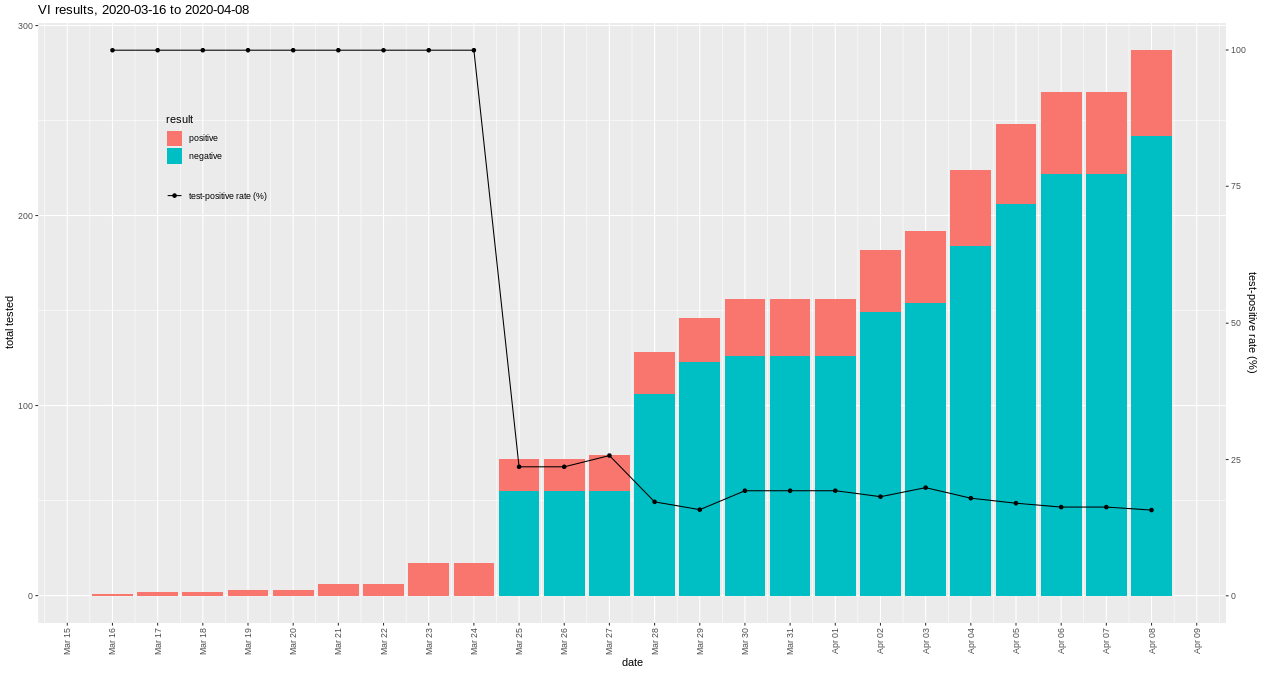 VI results, 2020-03-16 to 2020-04-08
300
200
100
0
total tested
result
positive
negative
test-positive rate (%)
100
75
50
25
0
test-positive rate (%)
Mar 15
Mar 16
Mar 17
Mar 18
Mar 19
Mar 20
Mar 21
Mar 22
Mar 23
Mar 24
Mar 25
Mar 26
Mar 27
Mar 28
Mar 29
Mar 30
Mar 31
Apr 01
Apr 02
Apr 03
Apr 04
Apr 05
Apr 06
Apr 07
Apr 08
Apr 09
date